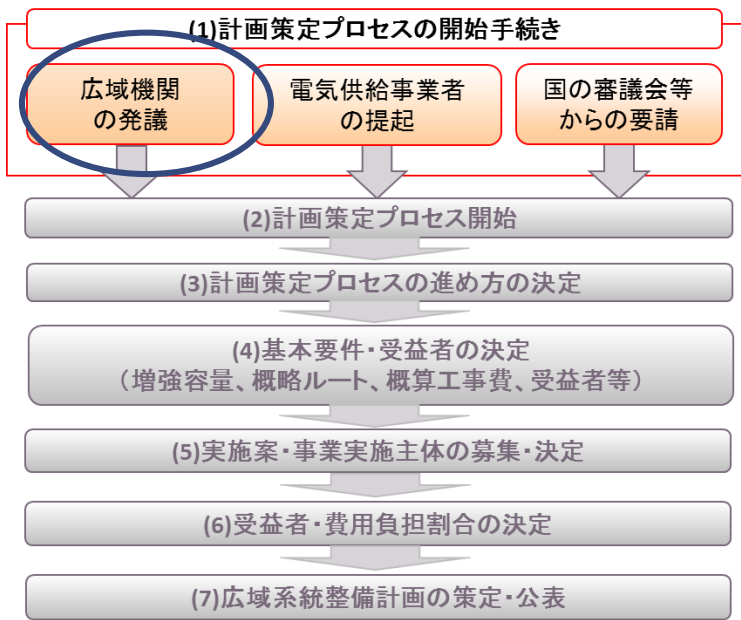 (1)計画策定プロセスの開始手続き
広域機関
の発議
電気供給事業者
の提起
国の審議会等
からの要請
(2)計画策定プロセス開始
(3)計画策定プロセスの進め方の決定
(4)基本要件・受益者の決定
（増強容量、概略ルート、概算工事費、受益者等）
(5)実施案・事業実施主体の募集・決定
(6)受益者・費用負担割合の決定
(7)広域系統整備計画の策定・公表